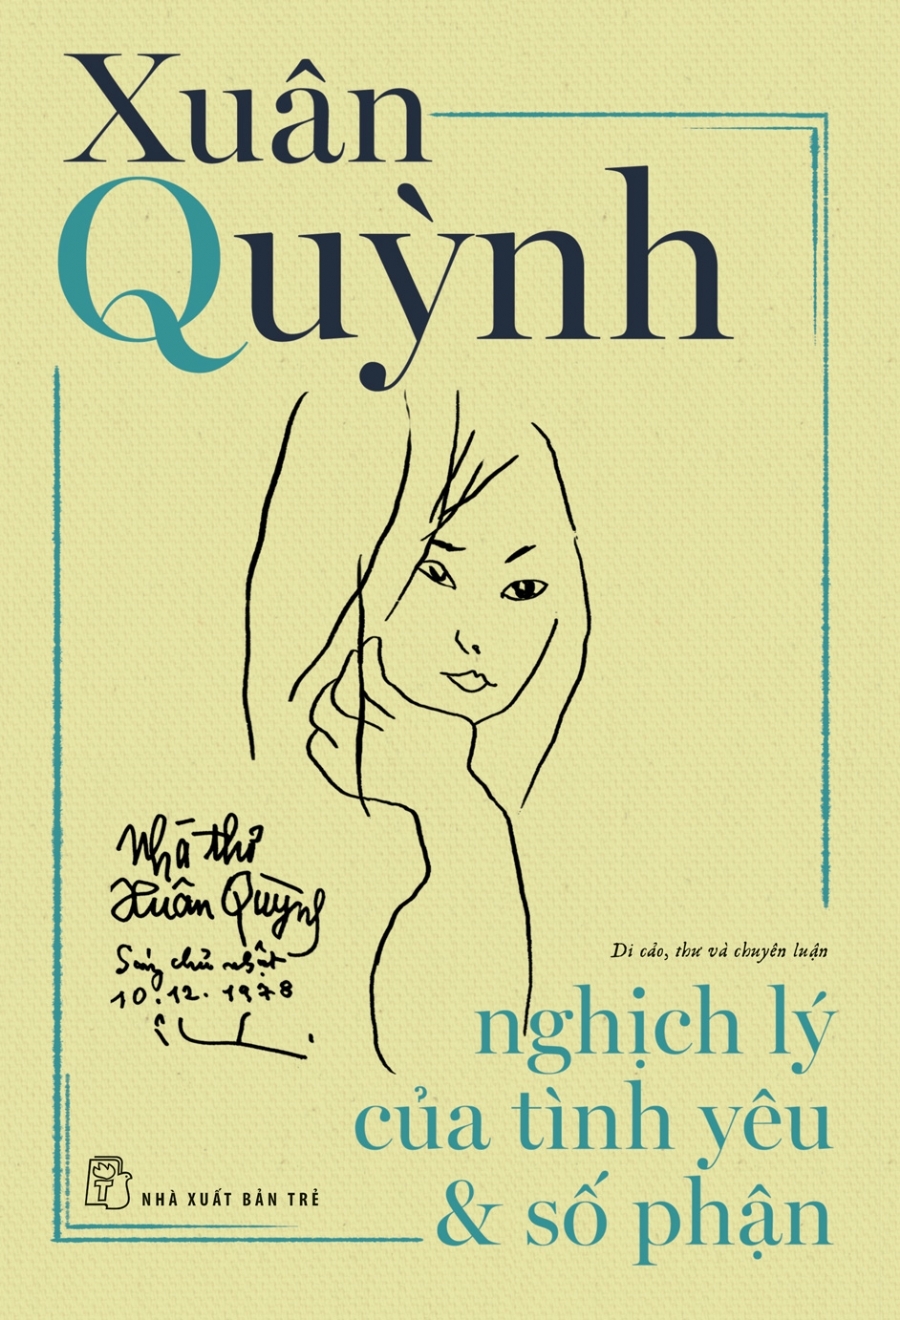 Xuân
Quỳnh
Nhà thơ
Xuân Quỳnh
Sáng chủ nhật
10.12.1978
Di cảo, thư và chuyên luận
nghịch lý
của tình yêu
& số phận
NHÀ XUẤT BẢN TRẺ